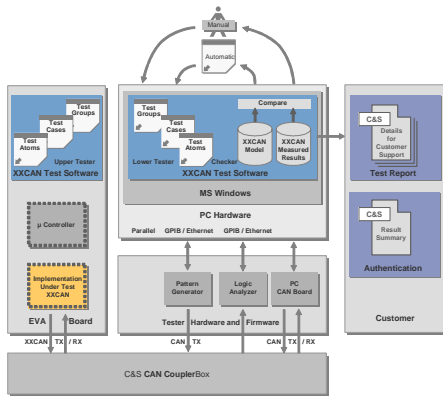 Manual
Automatic
Test
Groups
Test
Cases
Test
Atoms
Upper Tester
XXCAN Test Software
µ Controller
Implementation
Under Test
XXCAN
EVA Board
XXCAN TX / RX
Test
Groups
Test
Cases
Test
Atoms
Lower Tester
Checker
Compare
XXCAN
Model
XXCAN
Measured
Results
XXCAN Test Software
MS Windows
PC Hardware
Parallel GPIB / Ethernet GPIB / Ethernet
Pattern
Generator
Logic
Analyzer
PC
CAN Board
Tester Hardware and Firmware
CAN TX
CAN TX / RX
C&S CAN CouplerBox
C&S
Details
for
Customer
Support
Test Report
C&S
Result
Summary
Authentication
Customer